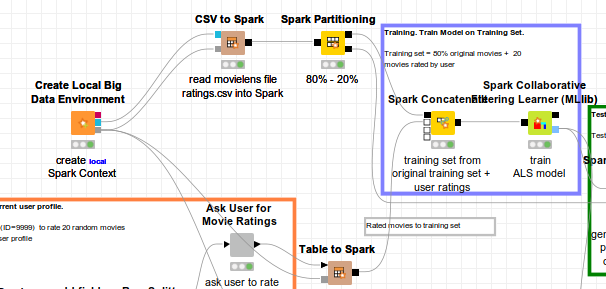 CSV to Spark
Spark Partitioning
Training. Train Model on Training Set.
Training set = 80% original movies + 20
movies rated by user
read movielens file
ratings.csv into Spark
80% - 20%
Create Local Big
Data Environment
Spark Collaborative
Spark Concatenate
Filtering Learner (MLlib)
Test
Test
create local
Spark Context
training set from
original training set +
user ratings
train
ALS model
Spar
rrent user profile.
(ID=9999) to rate 20 random movies
ser profile
Ask User for
Movie Ratings
Rated movies to training set
Table to Spark
ask user to rate
gen
p